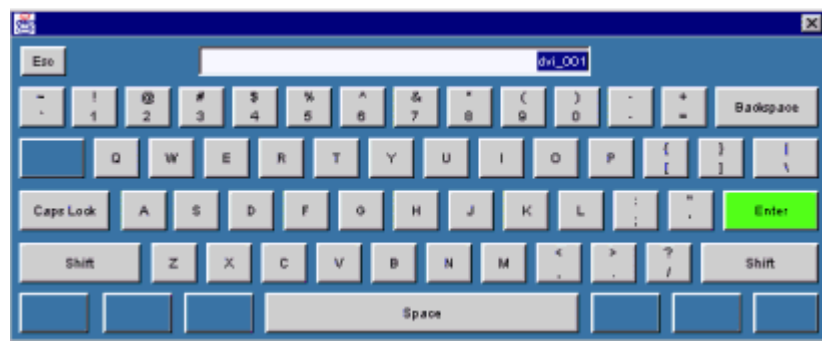 Esc dvi_001
~ ! @ # $ % ^ & * ( ) - + Backspace
` 1 2 3 4 5 6 7 8 9 0 - =
Q W E R T Y U I O P { } |
[ ] \
Caps Lock A S D F G H J K L : " Enter
; '
Shift Z X C V B N M < > ? Shift
, . /
Space